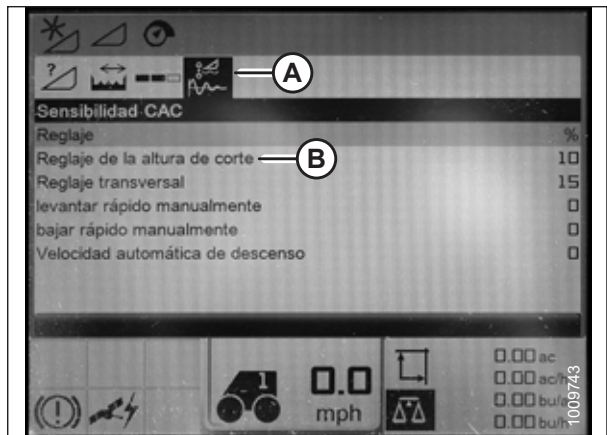 ?
A
Sensibilidad CAC
Reglaje %
Reglaje de la altura de corte B 10
Reglaje transversal 15
levantar rápido manualmente 0
bajar rápido manualmente 0
Velocidad automática de descenso 0
1
0.0
mph
0.00 ac
0.00 ac/h
0.00 bu/a
0.00 bu/h
1009743